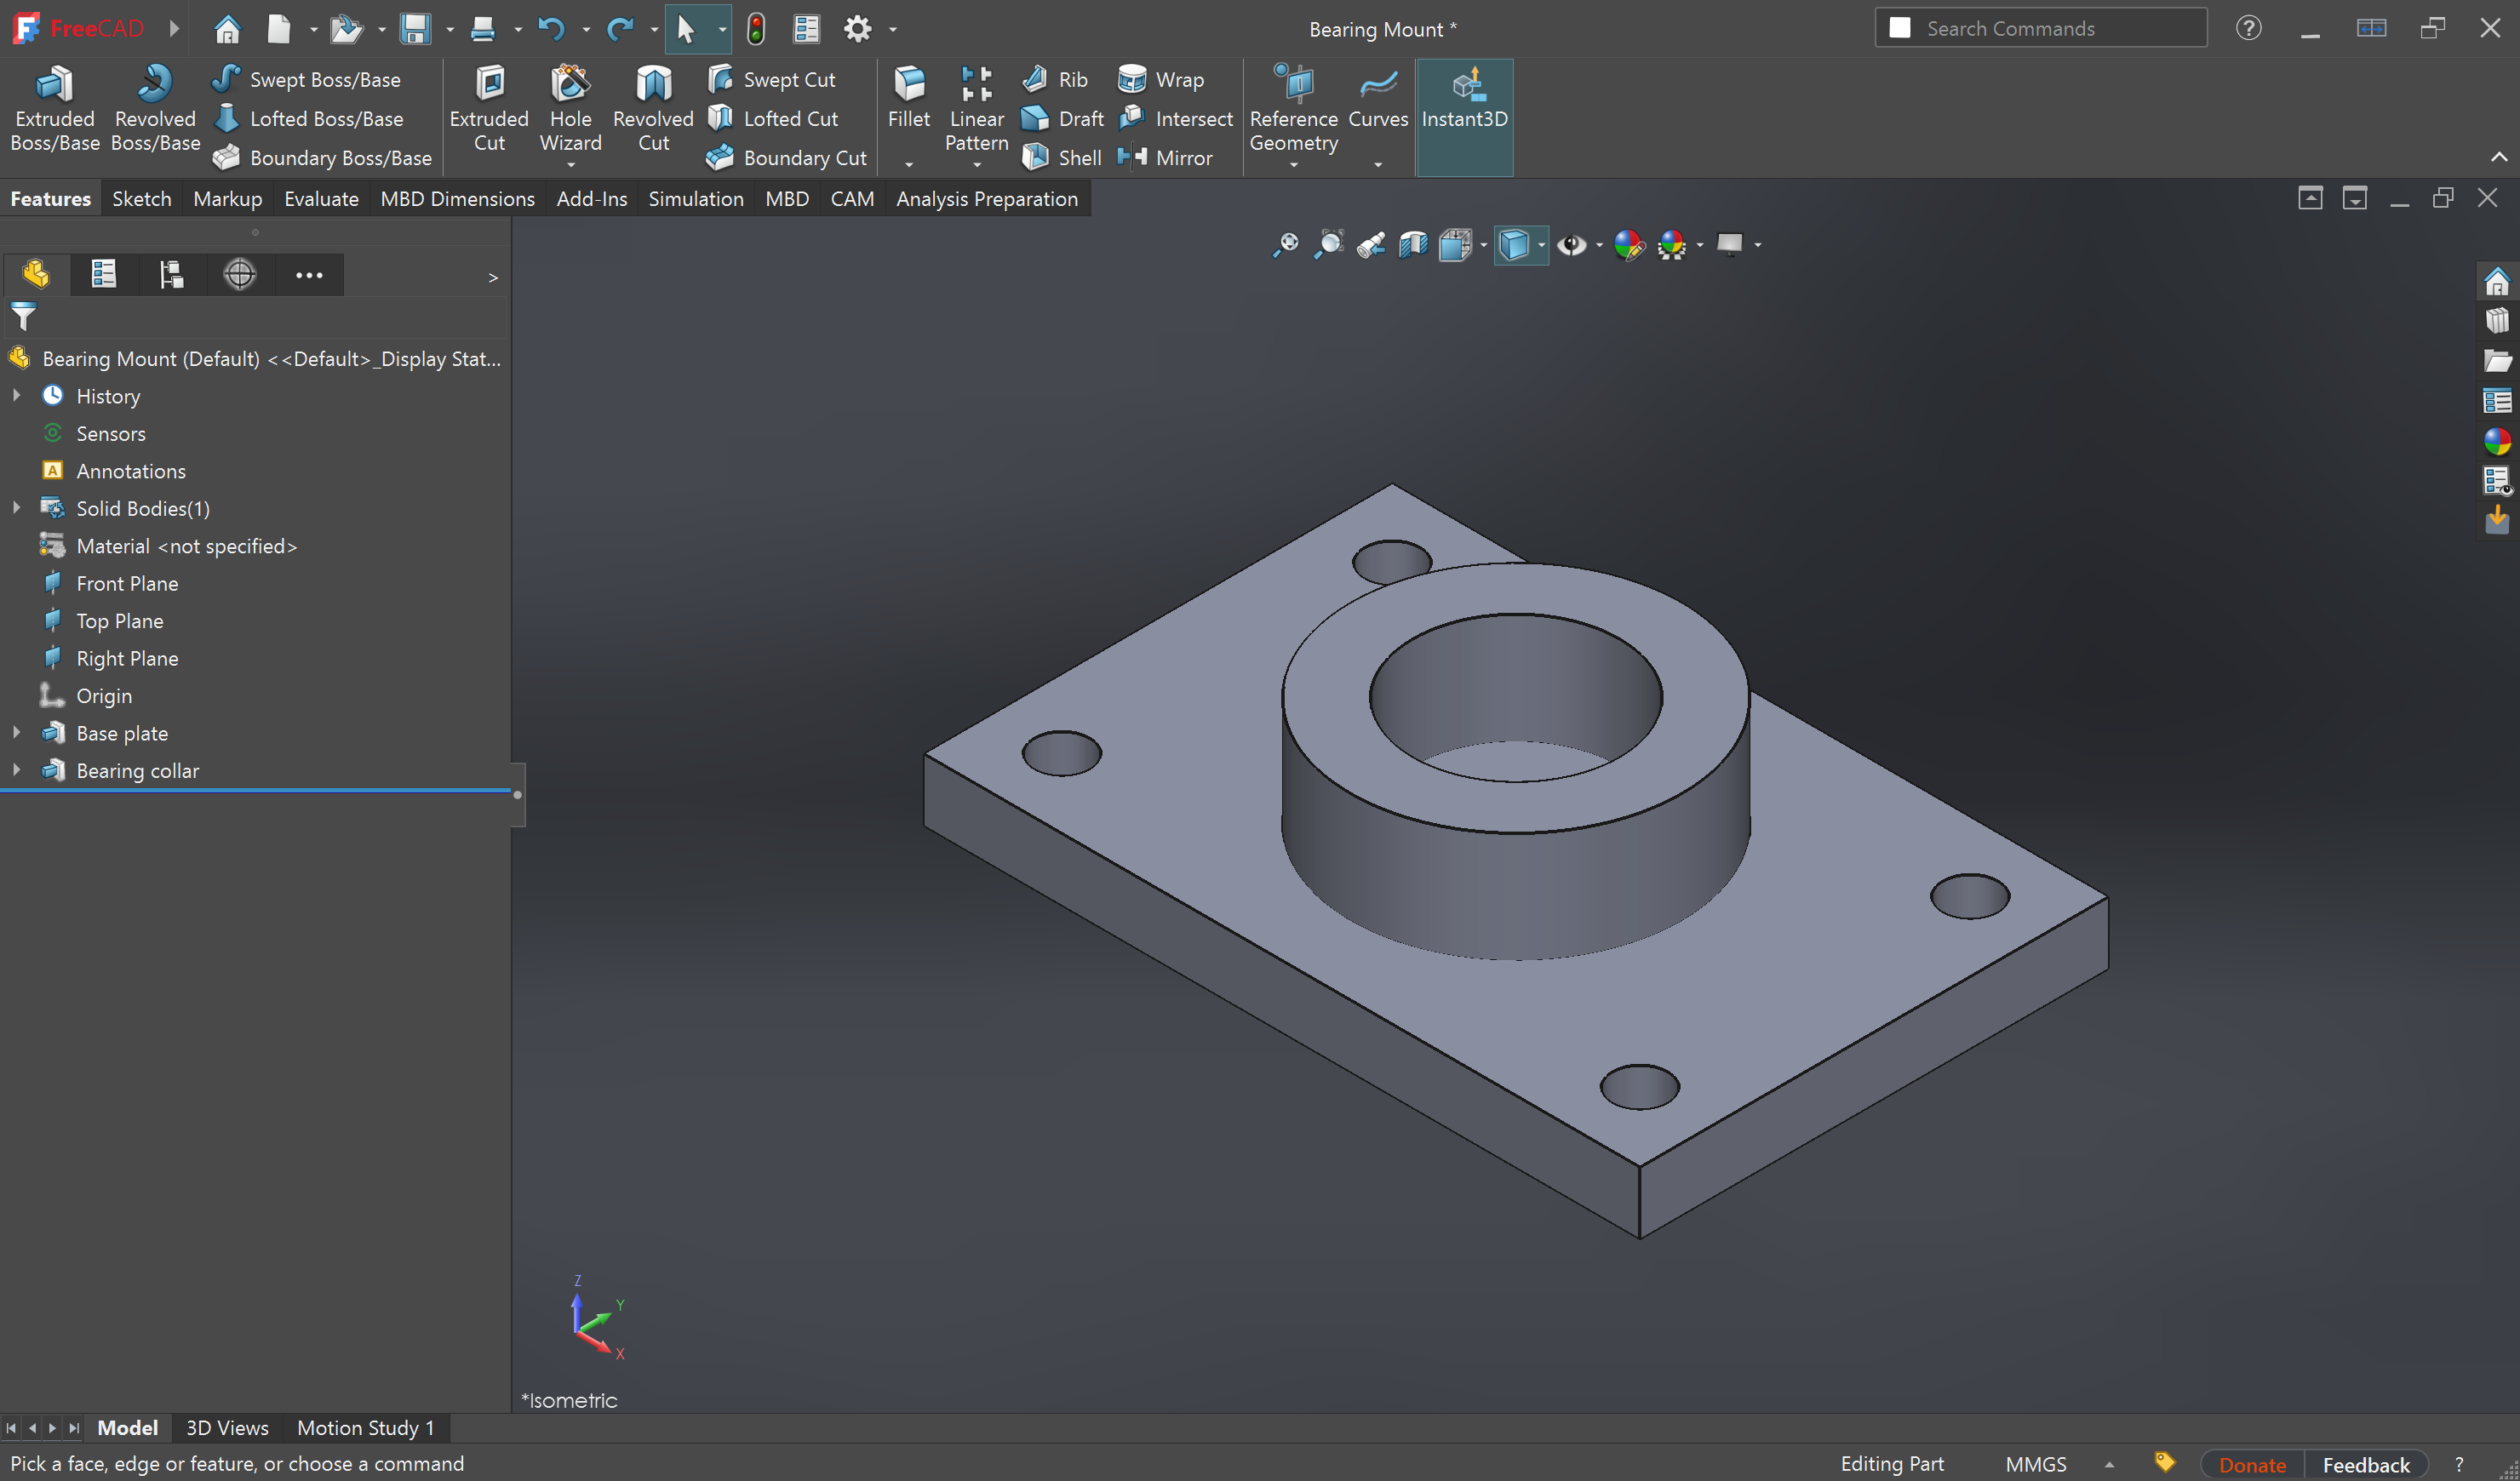 FreeCAD
Bearing Mount *
Search Commands
Extruded Boss/Base
Revolved Boss/Base
Swept Boss/Base
Lofted Boss/Base
Boundary Boss/Base
Extruded Cut
Hole Wizard
Revolved Cut
Swept Cut
Lofted Cut
Boundary Cut
Fillet
Linear Pattern
Rib
Draft
Shell
Wrap
Intersect
Mirror
Reference Geometry
Curves
Instant3D
Features Sketch Markup Evaluate MBD Dimensions Add-Ins Simulation MBD CAM Analysis Preparation
Bearing Mount (Default) <<Default>_Display Stat...
History
Sensors
Annotations
Solid Bodies(1)
Material <not specified>
Front Plane
Top Plane
Right Plane
Origin
Base plate
Bearing collar
Z
Y
X
*Isometric
Model 3D Views Motion Study 1
Pick a face, edge or feature, or choose a command
Editing Part MMGS Donate Feedback ?